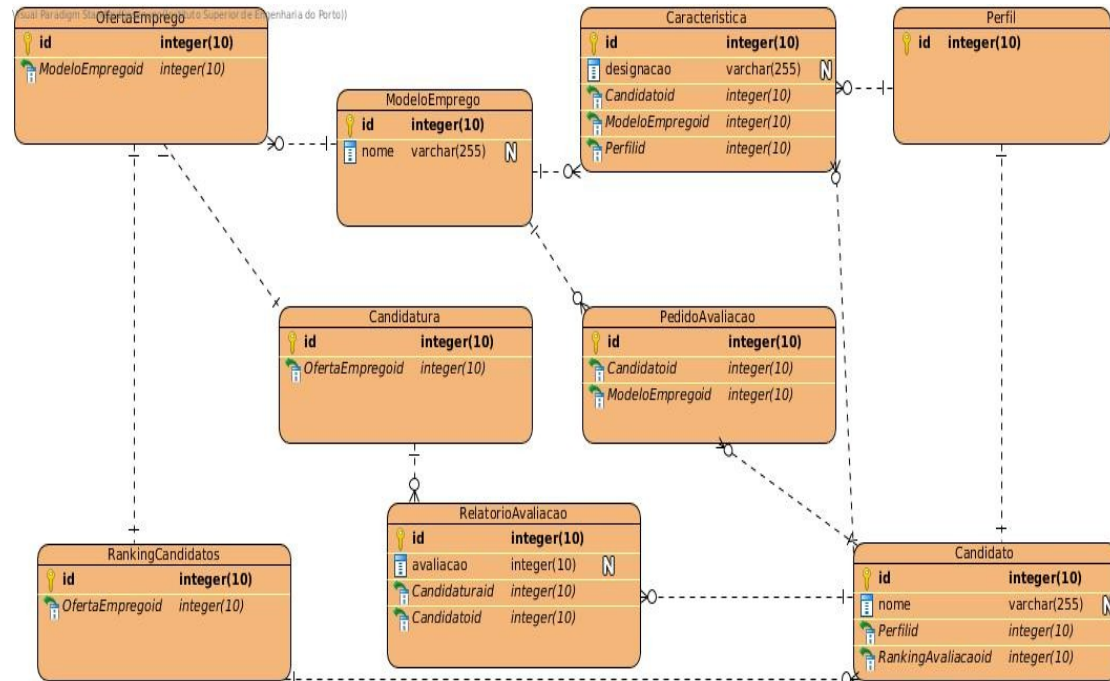 OfertaEmprego
id integer(10)
ModeloEmpregoid integer(10)
ModeloEmprego
id integer(10)
nome varchar(255) N
Caracteristica
id integer(10)
designacao varchar(255) N
Candidatoid integer(10)
ModeloEmpregoid integer(10)
Perfilid integer(10)
Perfil
id integer(10)
Candidatura
id integer(10)
OfertaEmpregoid integer(10)
PedidoAvaliacao
id integer(10)
Candidatoid integer(10)
ModeloEmpregoid integer(10)
RelatorioAvaliacao
id integer(10)
avaliacao integer(10) N
Candidaturaid integer(10)
Candidatoid integer(10)
RankingCandidatos
id integer(10)
OfertaEmpregoid integer(10)
Candidato
id integer(10)
nome varchar(255) N
Perfilid integer(10)
RankingAvaliacaoid integer(10)